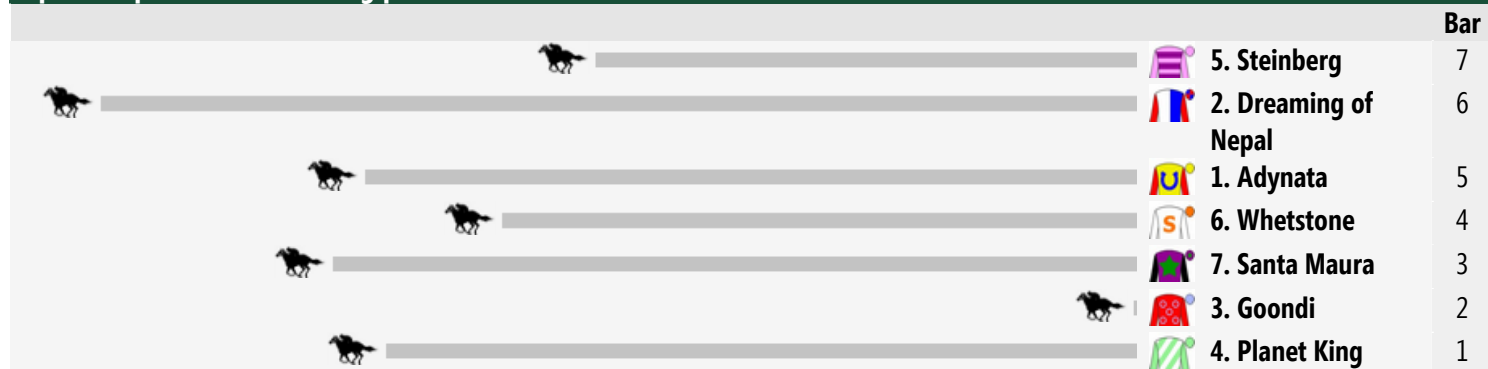 Bar
5. Steinberg 7
2. Dreaming of 6
Nepal
1. Adynata 5
6. Whetstone 4
S
7. Santa Maura 3
3. Goondi 2
4. Planet King 1